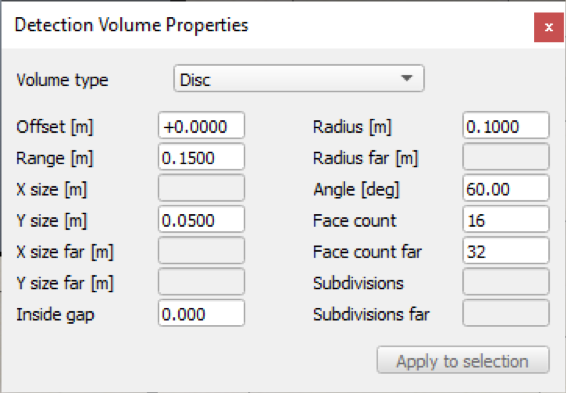 Detection Volume Properties
x
Volume type Disc
Offset [m] +0.0000 Radius [m] 0.1000
Range [m] 0.1500 Radius far [m]
X size [m] Angle [deg] 60.00
Y size [m] 0.0500 Face count 16
X size far [m] Face count far 32
Y size far [m] Subdivisions
Inside gap 0.000 Subdivisions far
Apply to selection